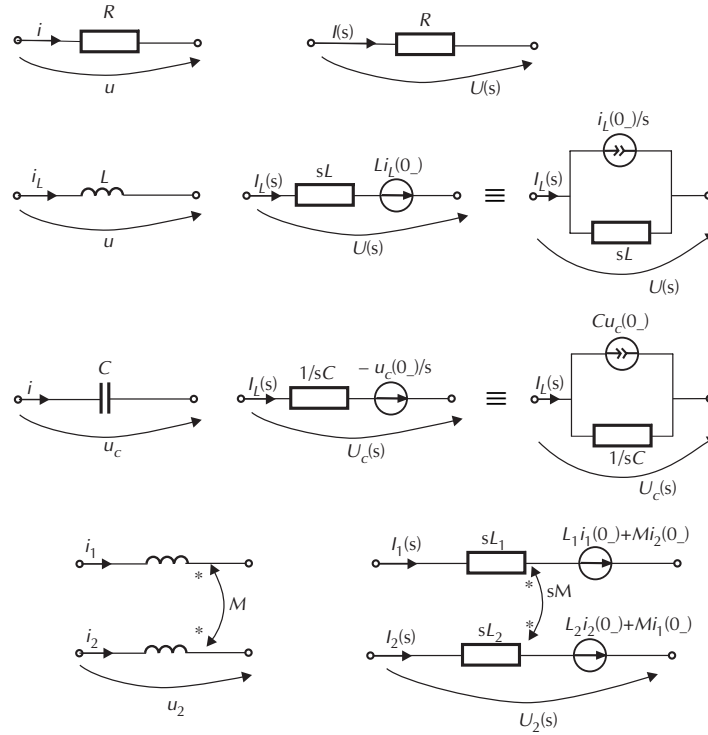 i R I(s) R
u U(s)
i_L(0_)/s
i_L L I_L(s) sL Li_L(0_) ≡ I_L(s)
u U(s) sL
U(s)
Cu_c(0_)
i C I_L(s) 1/sC – u_c(0_)/s ≡ I_L(s)
u_c U_c(s) 1/sC
U_c(s)
i_1 I_1(s) sL_1 L_1i_1(0_)+Mi_2(0_)
* M * sM
* *
i_2 I_2(s) sL_2 L_2i_2(0_)+Mi_1(0_)
u_2 U_2(s)